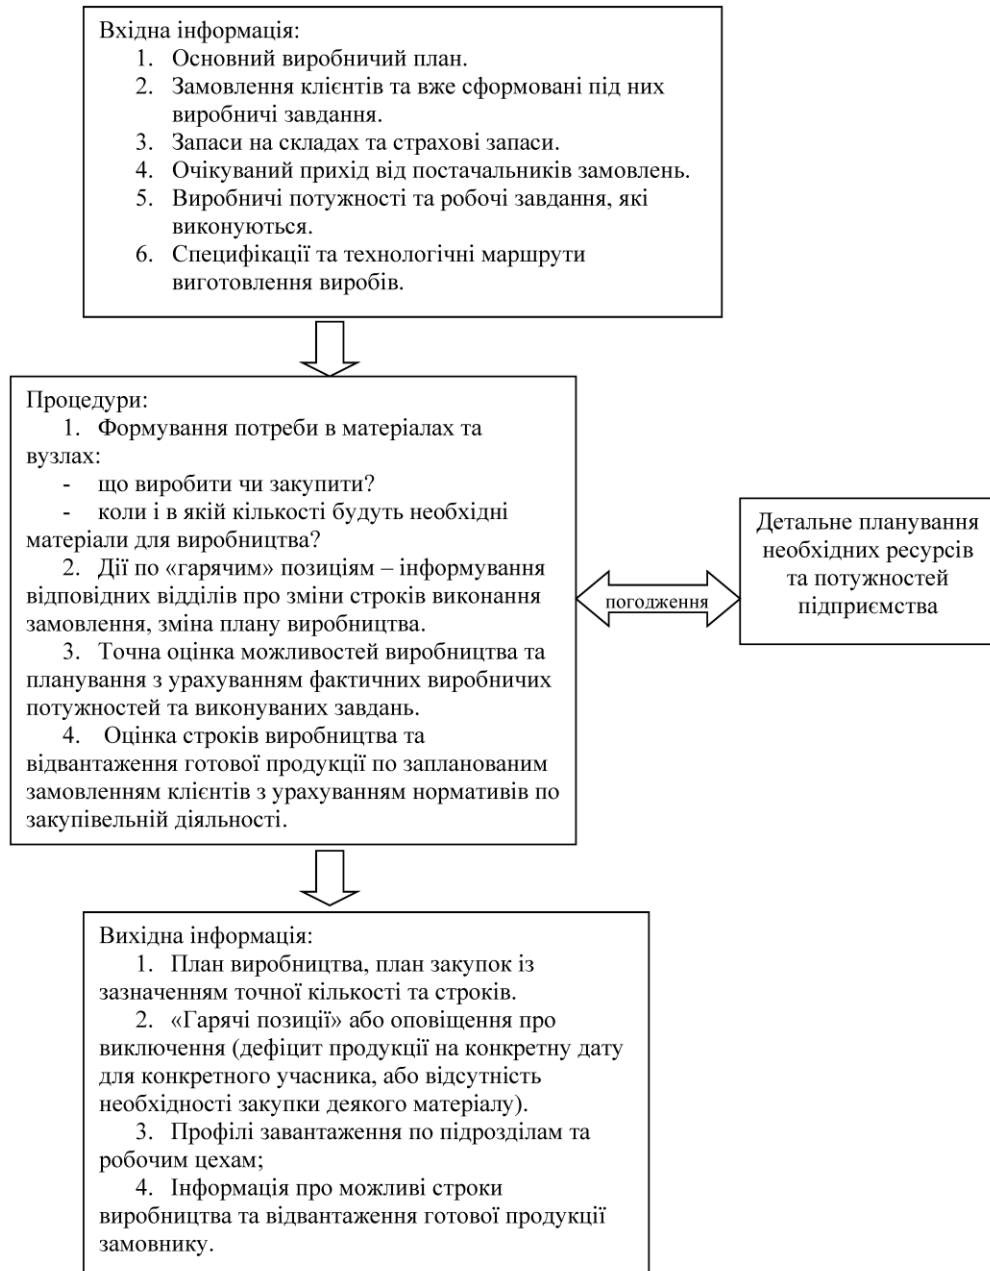 Вхідна інформація:
1. Основний виробничий план.
2. Замовлення клієнтів та вже сформовані під них
виробничі завдання.
3. Запаси на складах та страхові запаси.
4. Очікуваний прихід від постачальників замовлень.
5. Виробничі потужності та робочі завдання, які
виконуються.
6. Специфікації та технологічні маршрути
виготовлення виробів.
Процедури:
1. Формування потреби в матеріалах та
вузлах:
- що виробити чи закупити?
- коли і в якій кількості будуть необхідні
матеріали для виробництва?
2. Дії по «гарячим» позиціям – інформування
відповідних відділів про зміни строків виконання
замовлення, зміна плану виробництва.
3. Точна оцінка можливостей виробництва та
планування з урахуванням фактичних виробничих
потужностей та виконуваних завдань.
4. Оцінка строків виробництва та
відвантаження готової продукції по запланованим
замовленням клієнтів з урахуванням нормативів по
закупівельній діяльності.
погодження
Детальне планування
необхідних ресурсів
та потужностей
підприємства
Вихідна інформація:
1. План виробництва, план закупок із
зазначенням точної кількості та строків.
2. «Гарячі позиції» або оповіщення про
виключення (дефіцит продукції на конкретну дату
для конкретного учасника, або відсутність
необхідності закупки деякого матеріалу).
3. Профілі завантаження по підрозділам та
робочим цехам;
4. Інформація про можливі строки
виробництва та відвантаження готової продукції
замовнику.